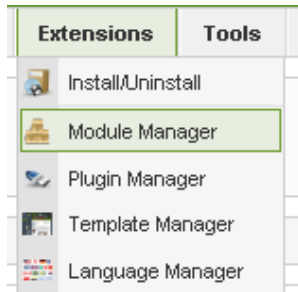 Extensions Tools
Install/Uninstall
Module Manager
Plugin Manager
Template Manager
Language Manager